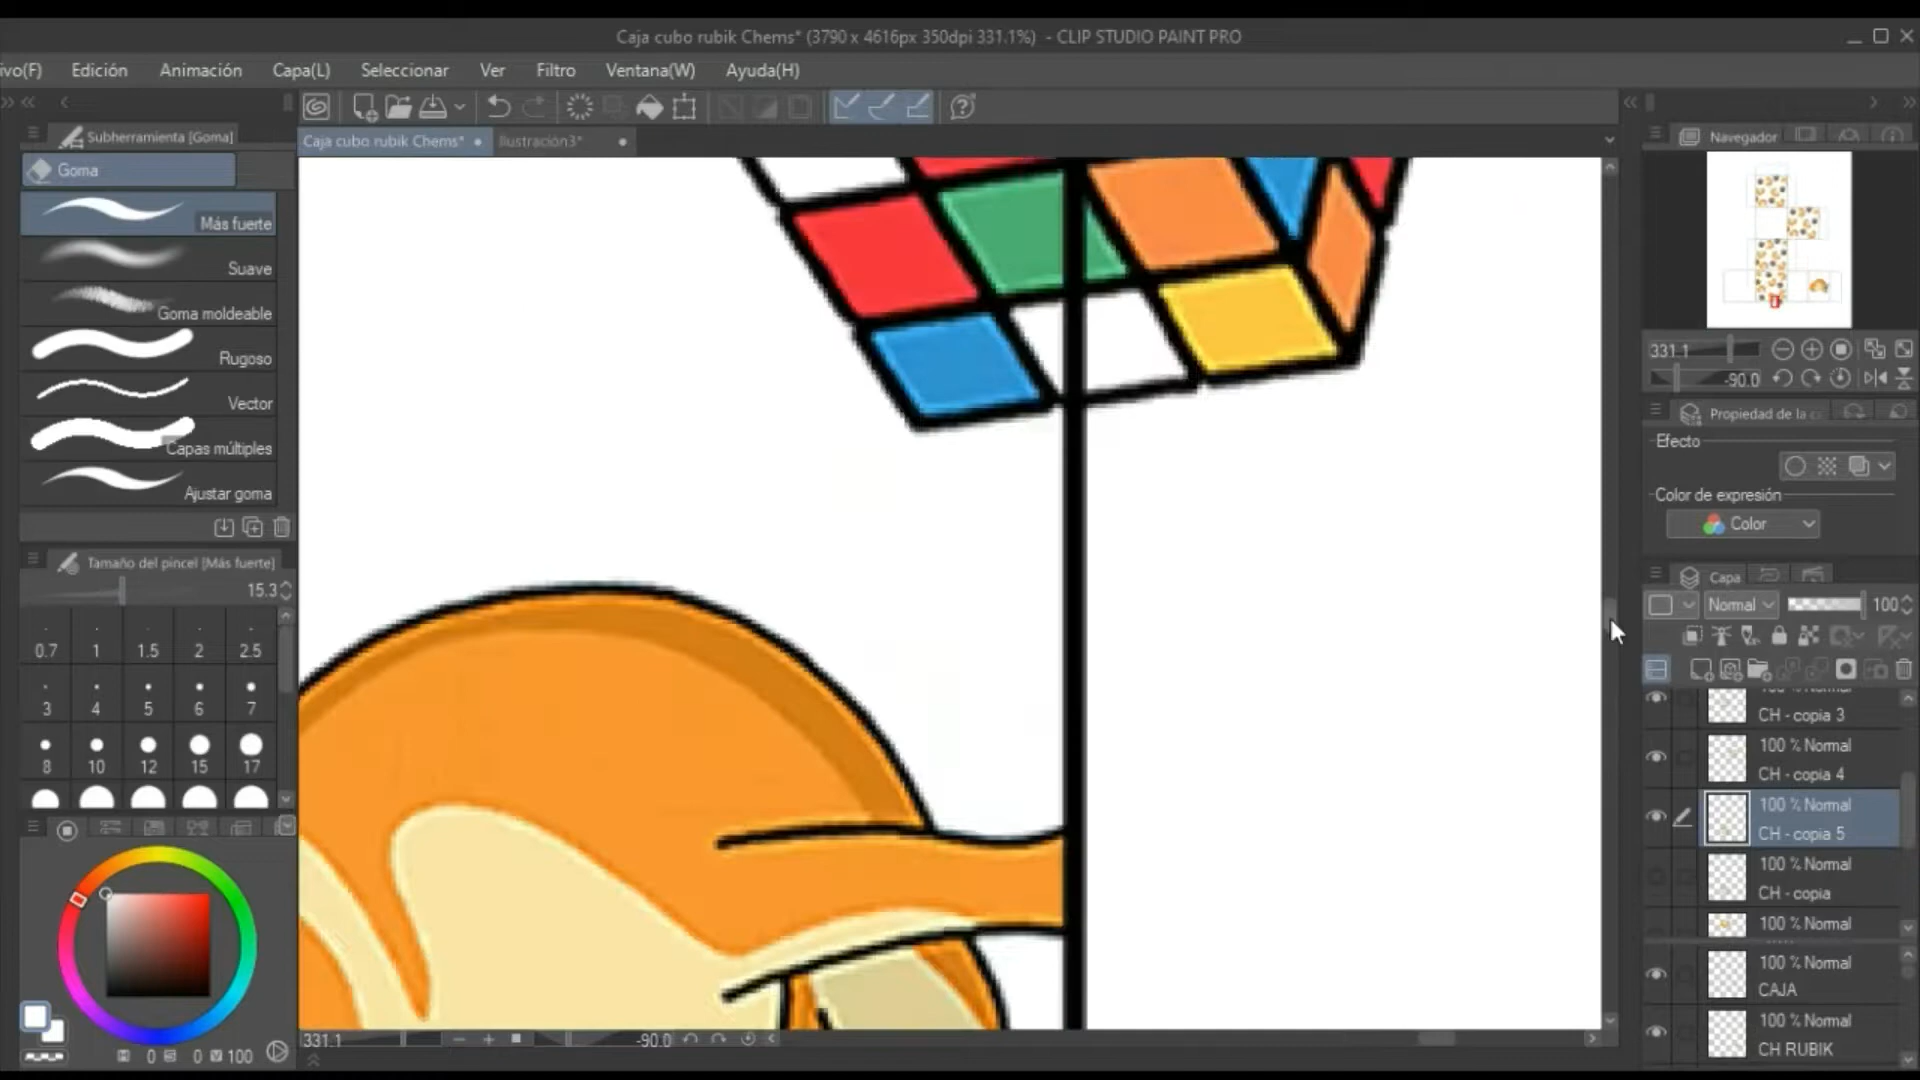 Caja cubo rubik Chems* (3790 x 4616px 350dpi 331.1%) - CLIP STUDIO PAINT PRO
ivo(F) Edición Animación Capa(L) Seleccionar Ver Filtro Ventana(W) Ayuda(H)
Subherramienta [Goma]
Caja cubo rubik Chems* Ilustración3*
Goma
Más fuerte
Suave
Goma moldeable
Rugoso
Vector
Capas múltiples
Ajustar goma
Tamaño del pincel [Más fuerte]
15.3
0.7 1 1.5 2 2.5
3 4 5 6 7
8 10 12 15 17
0 0 100
331.1 -90.0
Navegador
331.1
-90.0
Propiedad de la c
Efecto
Color de expresión
Color
Capa
Normal 100
CH - copia 3
100 % Normal
CH - copia 4
100 % Normal
CH - copia 5
100 % Normal
CH - copia
100 % Normal
100 % Normal
CAJA
100 % Normal
CH RUBIK